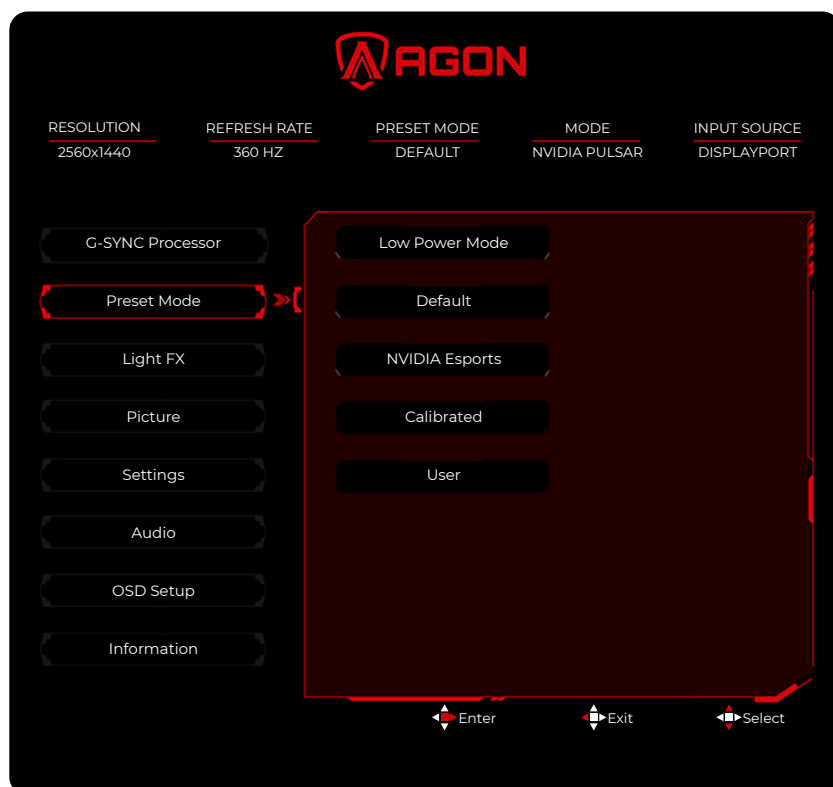 AGON
RESOLUTION REFRESH RATE PRESET MODE MODE INPUT SOURCE
2560x1440 360 HZ DEFAULT NVIDIA PULSAR DISPLAYPORT
G-SYNC Processor Low Power Mode
Preset Mode Default
Light FX NVIDIA Esports
Picture Calibrated
Settings User
Audio
OSD Setup
Information
Enter Exit Select